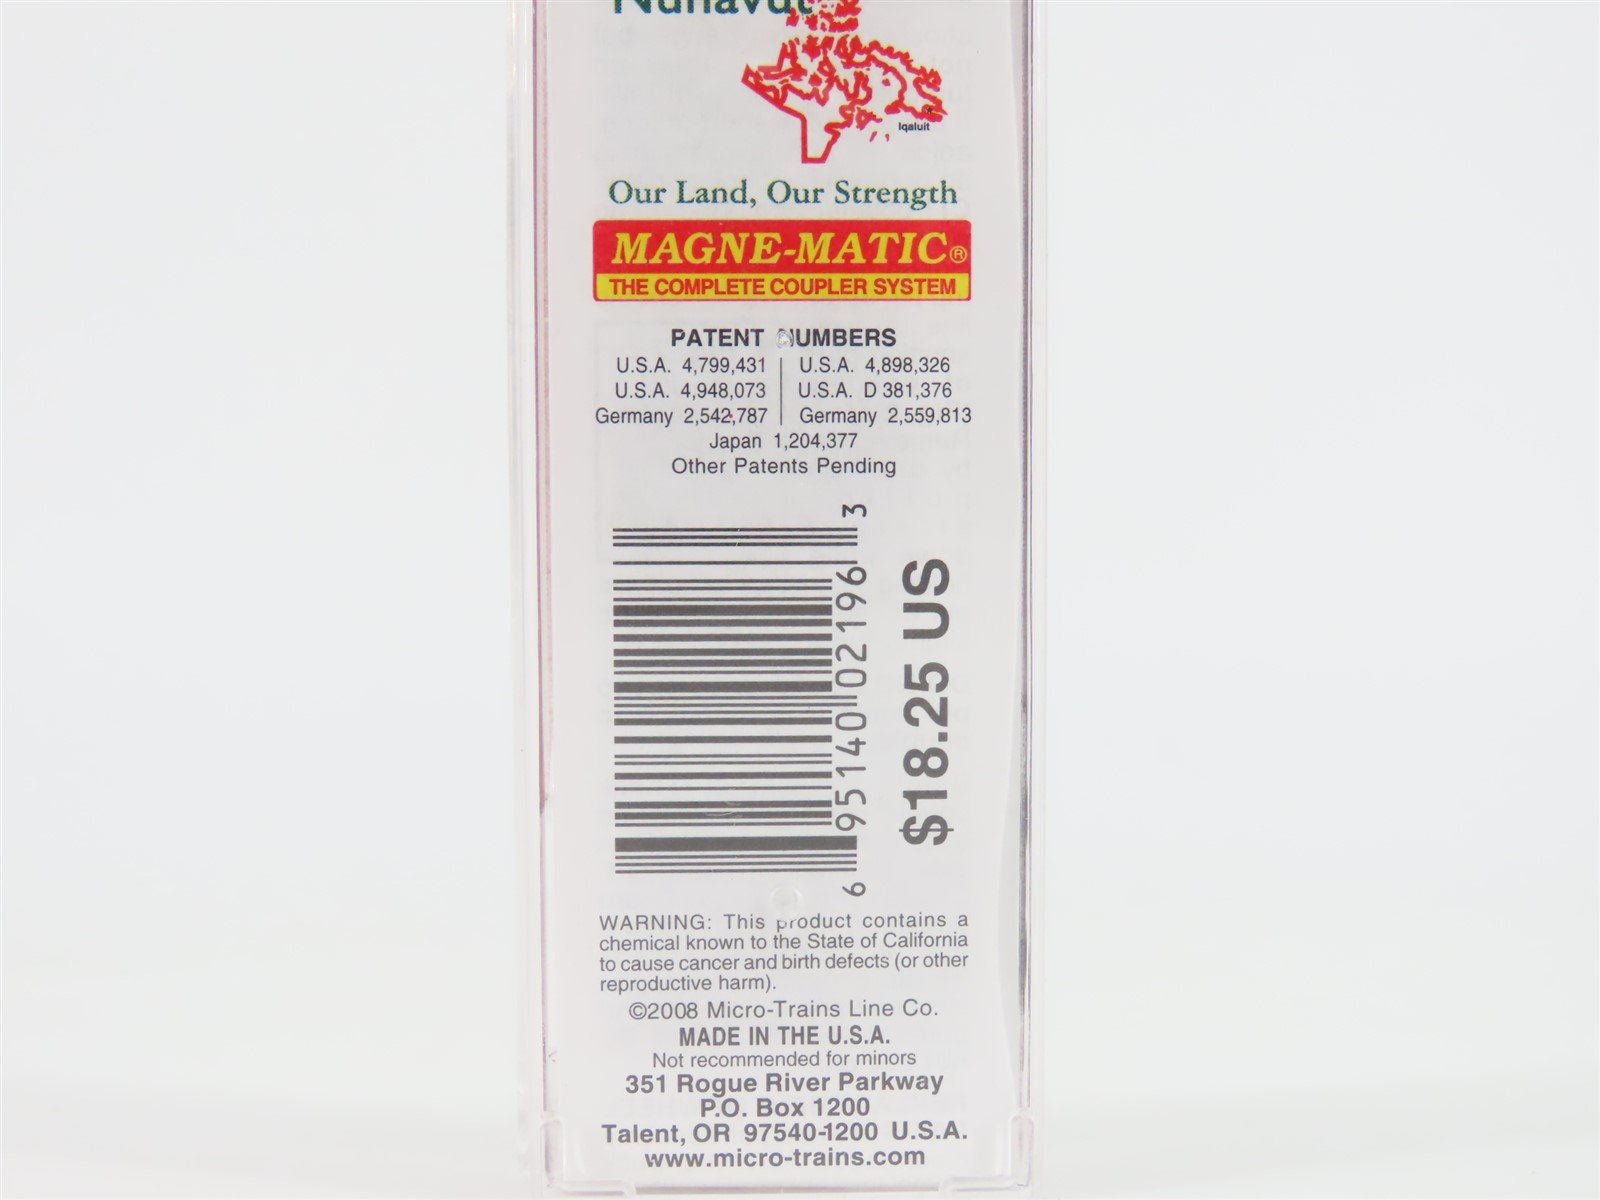 Nunavut
Iqaluit
Our Land, Our Strength
MAGNE-MATIC®
THE COMPLETE COUPLER SYSTEM
PATENT NUMBERS
U.S.A. 4,799,431 U.S.A. 4,898,326
U.S.A. 4,948,073 U.S.A. D 381,376
Germany 2,542,787 Germany 2,559,813
Japan 1,204,377
Other Patents Pending
6 95140 02196 3
$18.25 US
WARNING: This product contains a
chemical known to the State of California
to cause cancer and birth defects (or other
reproductive harm).
©2008 Micro-Trains Line Co.
MADE IN THE U.S.A.
Not recommended for minors
351 Rogue River Parkway
P.O. Box 1200
Talent, OR 97540-1200 U.S.A.
www.micro-trains.com